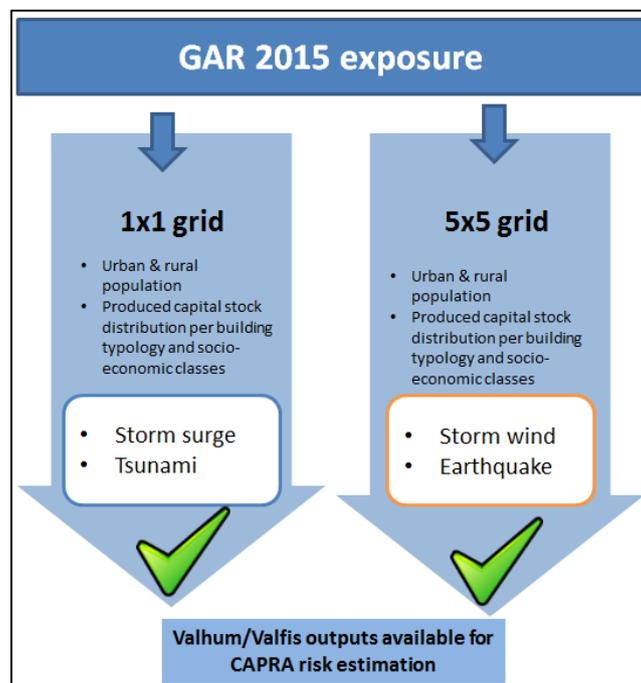 GAR 2015 exposure
1x1 grid
• Urban & rural
population
• Produced capital stock
distribution per building
typology and socio-
economic classes
• Storm surge
• Tsunami
5x5 grid
• Urban & rural
population
• Produced capital stock
distribution per building
typology and socio-
economic classes
• Storm wind
• Earthquake
Valhum/Valfis outputs available for
CAPRA risk estimation